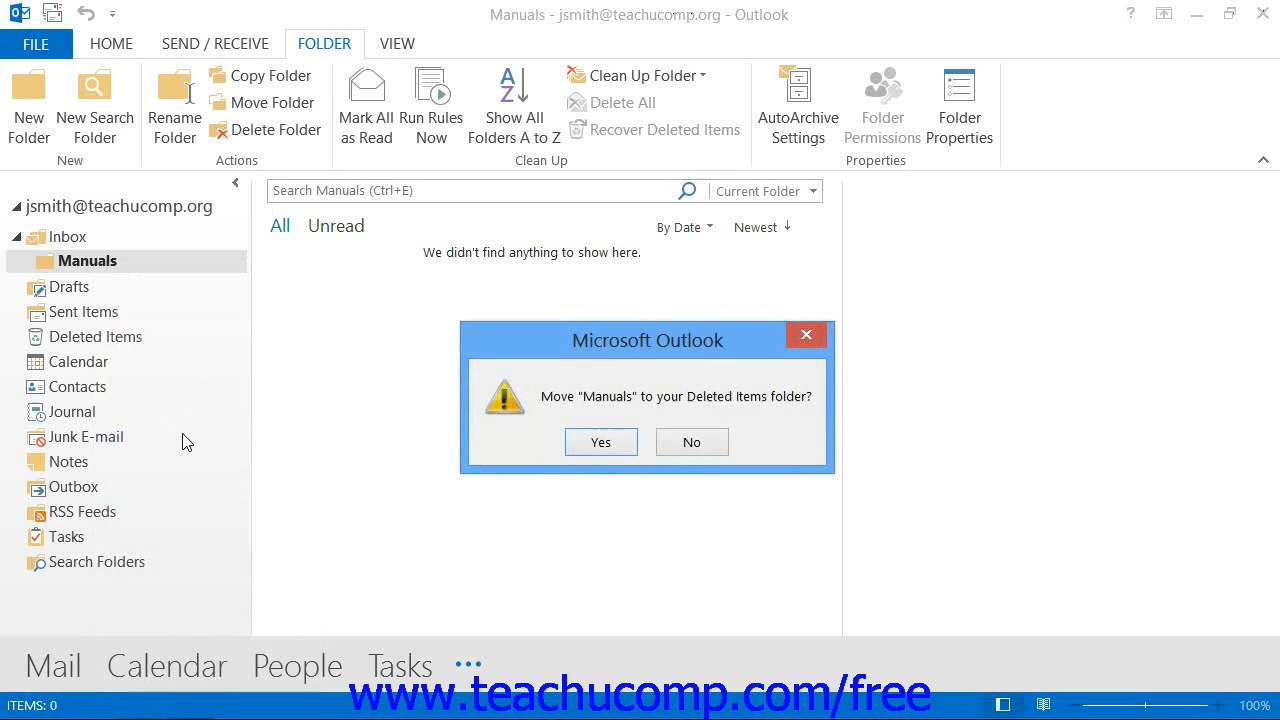 Manuals - jsmith@teachucomp.org - Outlook
?
FILE HOME SEND / RECEIVE FOLDER VIEW
New Folder
New Search Folder
New
Rename Folder
Copy Folder
Move Folder
Delete Folder
Actions
Mark All as Read
Run Rules Now
A Z
Show All Folders A to Z
Clean Up Folder
Delete All
Recover Deleted Items
Clean Up
AutoArchive Settings
Folder Permissions
Folder Properties
Properties
jsmith@teachucomp.org
Inbox
Manuals
Drafts
Sent Items
Deleted Items
Calendar
Contacts
Journal
Junk E-mail
Notes
Outbox
RSS Feeds
Tasks
Search Folders
Search Manuals (Ctrl+E) Current Folder
All Unread By Date Newest
We didn't find anything to show here.
Microsoft Outlook
Move "Manuals" to your Deleted Items folder?
Yes No
Mail Calendar People Tasks
www.teachucomp.com/free
ITEMS: 0 100%